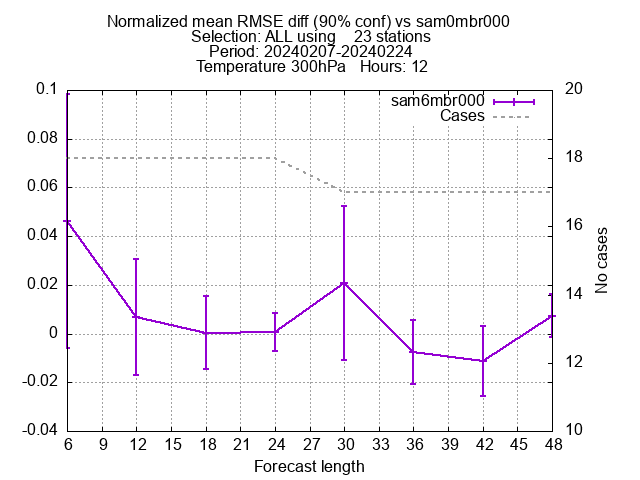 Normalized mean RMSE diff (90% conf) vs sam0mbr000
Selection: ALL using    23 stations
Period: 20240207-20240224
Temperature 300hPa   Hours: 12
sam6mbr000
Cases
0.1
0.08
0.06
0.04
0.02
0
-0.02
-0.04
20
18
16
14
12
10
No cases
6 9 12 15 18 21 24 27 30 33 36 39 42 45 48
Forecast length